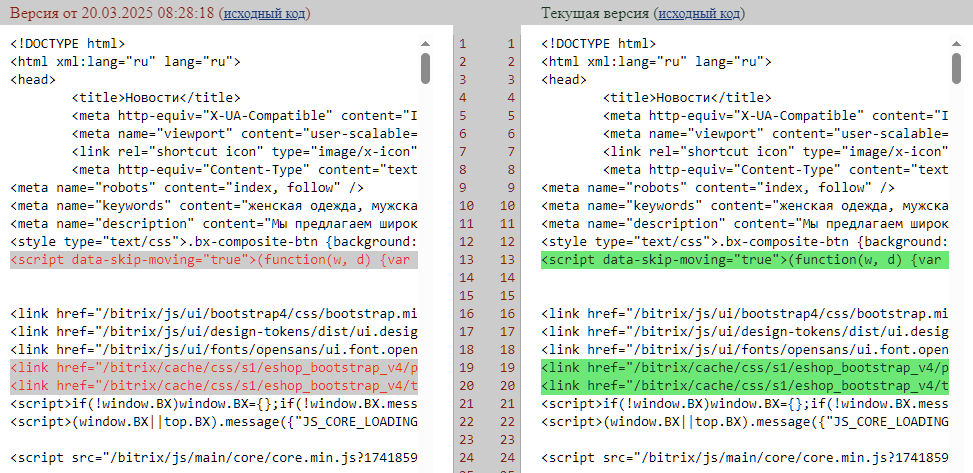 Версия от 20.03.2025 08:28:18 (исходный код)
<!DOCTYPE html>
<html xml:lang="ru" lang="ru">
<head>
<title>Новости</title>
<meta http-equiv="X-UA-Compatible" content="I
<meta name="viewport" content="user-scalable=
<link rel="shortcut icon" type="image/x-icon"
<meta http-equiv="Content-Type" content="text
<meta name="robots" content="index, follow" />
<meta name="keywords" content="женская одежда, мужска
<meta name="description" content="Мы предлагаем широк
<style type="text/css">.bx-composite-btn {background:
<script data-skip-moving="true">(function(w, d) {var
<link href="/bitrix/js/ui/bootstrap4/css/bootstrap.mi
<link href="/bitrix/js/ui/design-tokens/dist/ui.desig
<link href="/bitrix/js/ui/fonts/opensans/ui.font.open
<link href="/bitrix/cache/css/s1/eshop_bootstrap_v4/p
<link href="/bitrix/cache/css/s1/eshop_bootstrap_v4/t
<script>if(!window.BX)window.BX={};if(!window.BX.mess
<script>(window.BX||top.BX).message({"JS_CORE_LOADING
<script src="/bitrix/js/main/core/core.min.js?1741859
1
2
3
4
5
6
7
8
9
10
11
12
13
14
15
16
17
18
19
20
21
22
23
24
Текущая версия (исходный код)
1
2
3
4
5
6
7
8
9
10
11
12
13
14
15
16
17
18
19
20
21
22
23
24
<!DOCTYPE html>
<html xml:lang="ru" lang="ru">
<head>
<title>Новости</title>
<meta http-equiv="X-UA-Compatible" content="I
<meta name="viewport" content="user-scalable=
<link rel="shortcut icon" type="image/x-icon"
<meta http-equiv="Content-Type" content="text
<meta name="robots" content="index, follow" />
<meta name="keywords" content="женская одежда, мужска
<meta name="description" content="Мы предлагаем широк
<style type="text/css">.bx-composite-btn {background:
<script data-skip-moving="true">(function(w, d) {var
<link href="/bitrix/js/ui/bootstrap4/css/bootstrap.mi
<link href="/bitrix/js/ui/design-tokens/dist/ui.desig
<link href="/bitrix/js/ui/fonts/opensans/ui.font.open
<link href="/bitrix/cache/css/s1/eshop_bootstrap_v4/p
<link href="/bitrix/cache/css/s1/eshop_bootstrap_v4/t
<script>if(!window.BX)window.BX={};if(!window.BX.mess
<script>(window.BX||top.BX).message({"JS_CORE_LOADING
<script src="/bitrix/js/main/core/core.min.js?1741859